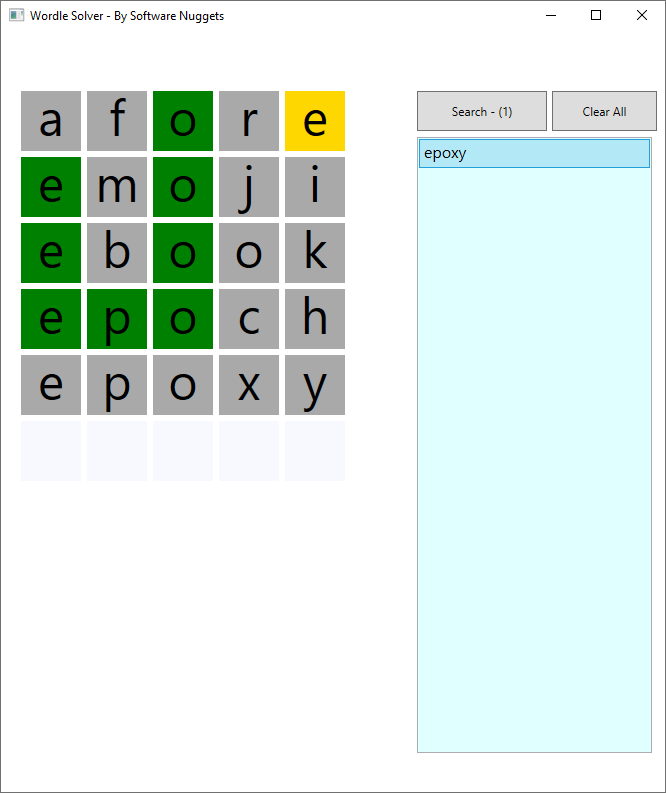 Wordle Solver - By Software Nuggets
Search - (1) Clear All
a f o r e
e m o j i
e b o o k
e p o c h
e p o x y
epoxy